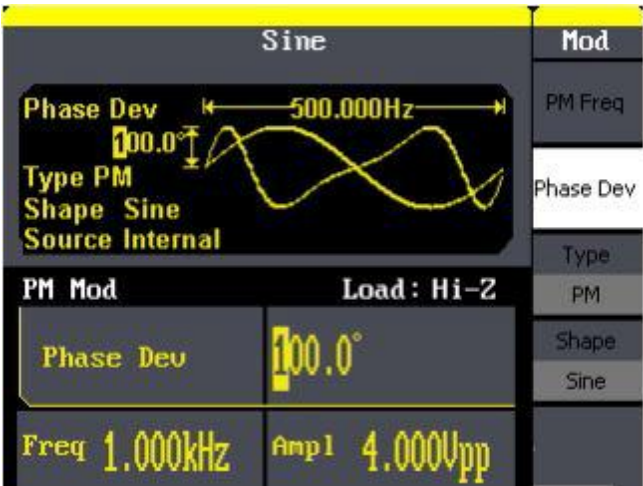 Sine
Mod
Phase Dev
500.000Hz
100.0°
Type PM
Shape Sine
Source Internal
PM Freq
Phase Dev
Type
PM
Shape
Sine
PM Mod
Load: Hi-Z
Phase Dev
100.0°
Freq 1.000kHz
Ampl 4.000Vpp